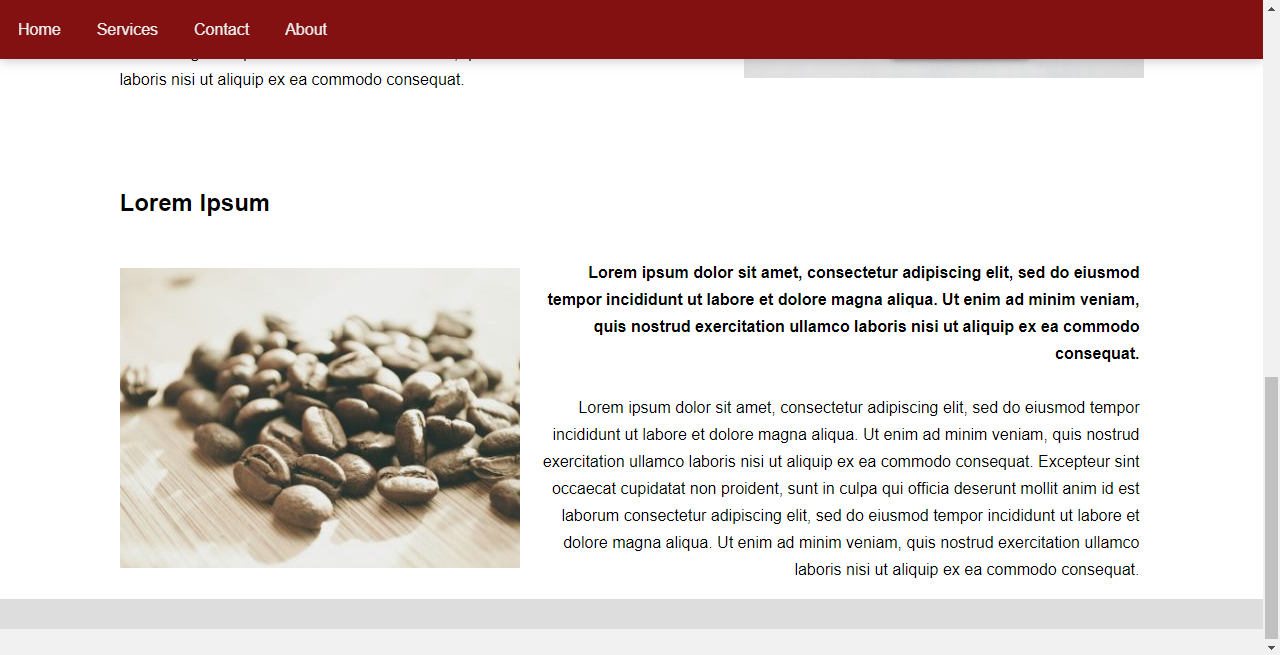 Home Services Contact About
laboris nisi ut aliquip ex ea commodo consequat.
Lorem Ipsum
Lorem ipsum dolor sit amet, consectetur adipiscing elit, sed do eiusmod
tempor incididunt ut labore et dolore magna aliqua. Ut enim ad minim veniam,
quis nostrud exercitation ullamco laboris nisi ut aliquip ex ea commodo
consequat.
Lorem ipsum dolor sit amet, consectetur adipiscing elit, sed do eiusmod tempor
incididunt ut labore et dolore magna aliqua. Ut enim ad minim veniam, quis nostrud
exercitation ullamco laboris nisi ut aliquip ex ea commodo consequat. Excepteur sint
occaecat cupidatat non proident, sunt in culpa qui officia deserunt mollit anim id est
laborum consectetur adipiscing elit, sed do eiusmod tempor incididunt ut labore et
dolore magna aliqua. Ut enim ad minim veniam, quis nostrud exercitation ullamco
laboris nisi ut aliquip ex ea commodo consequat.